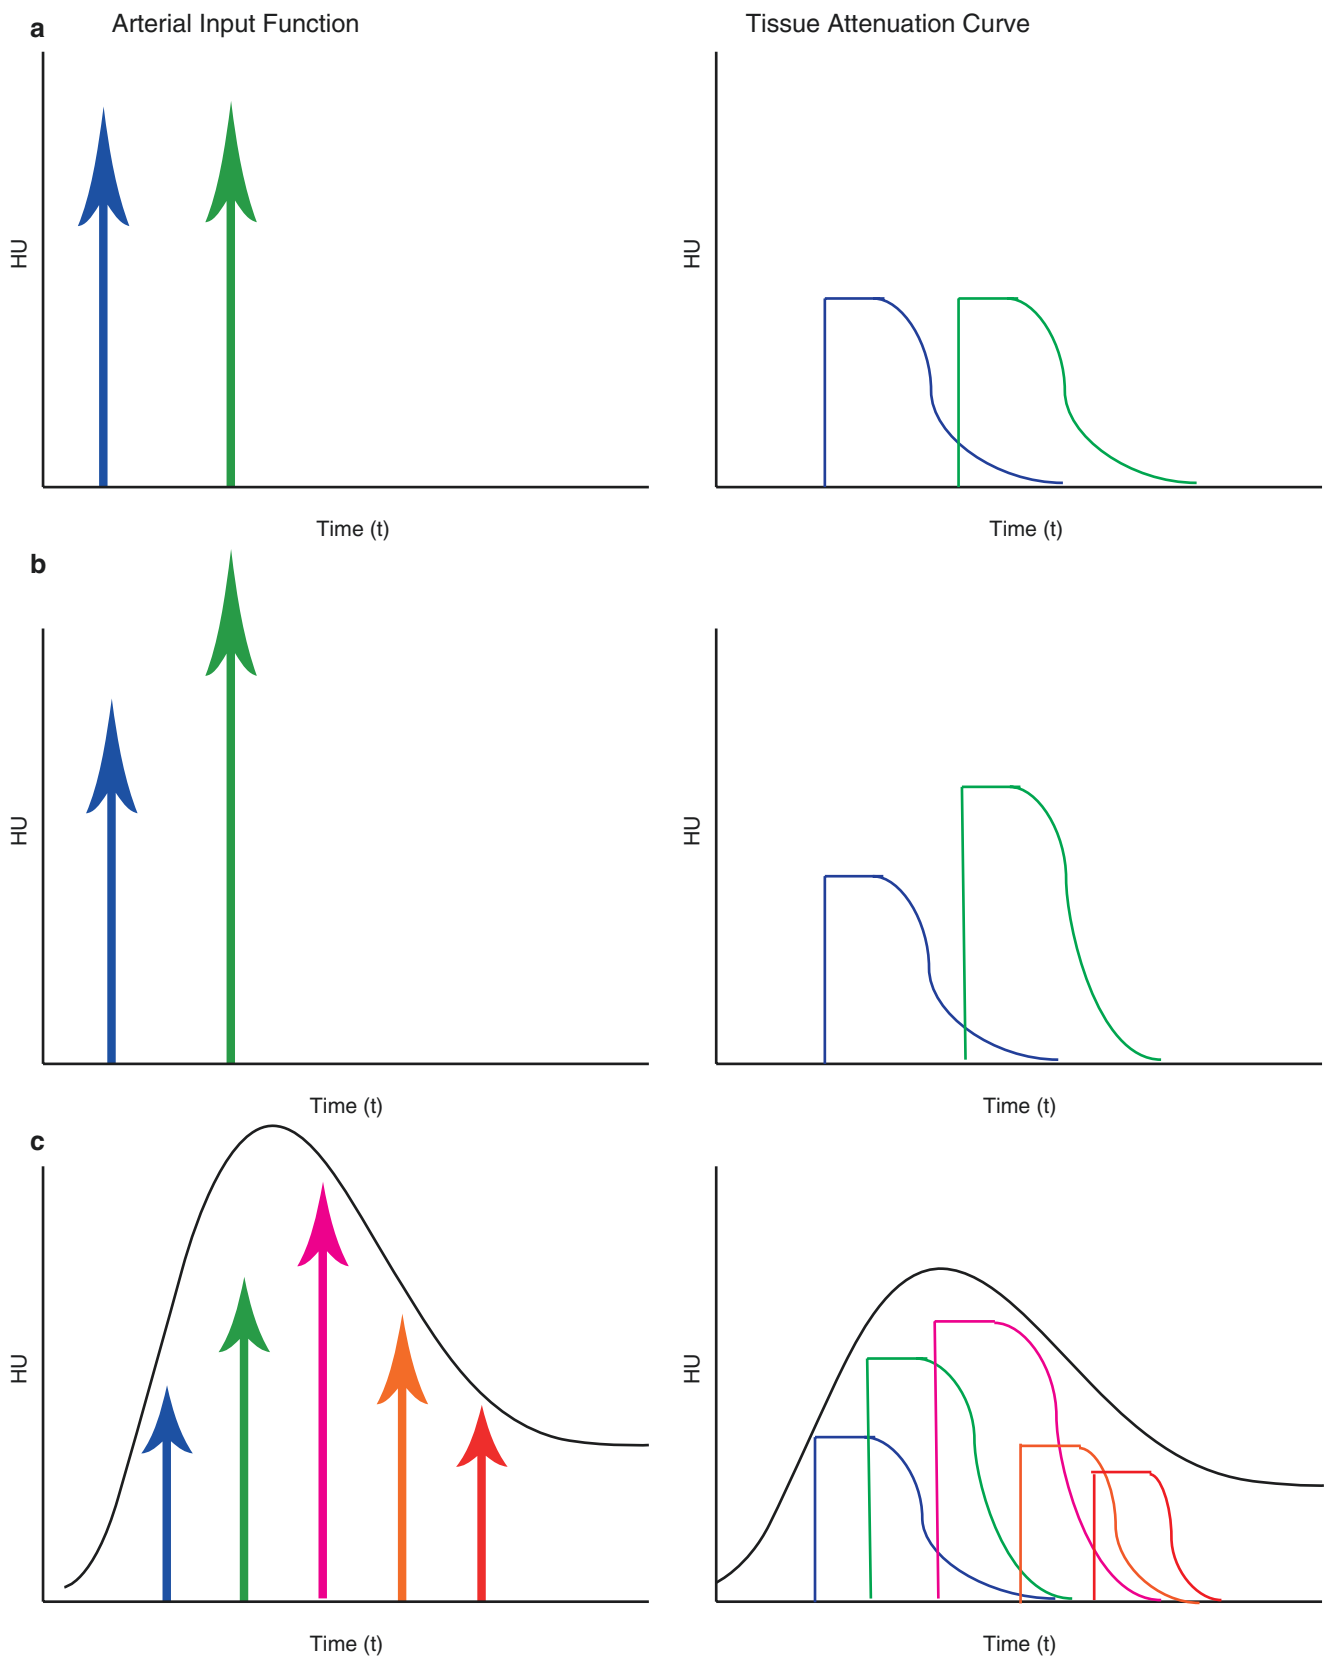 a
Arterial Input Function
Tissue Attenuation Curve
HU
HU
Time (t)
Time (t)
b
HU
HU
Time (t)
Time (t)
c
HU
HU
Time (t)
Time (t)